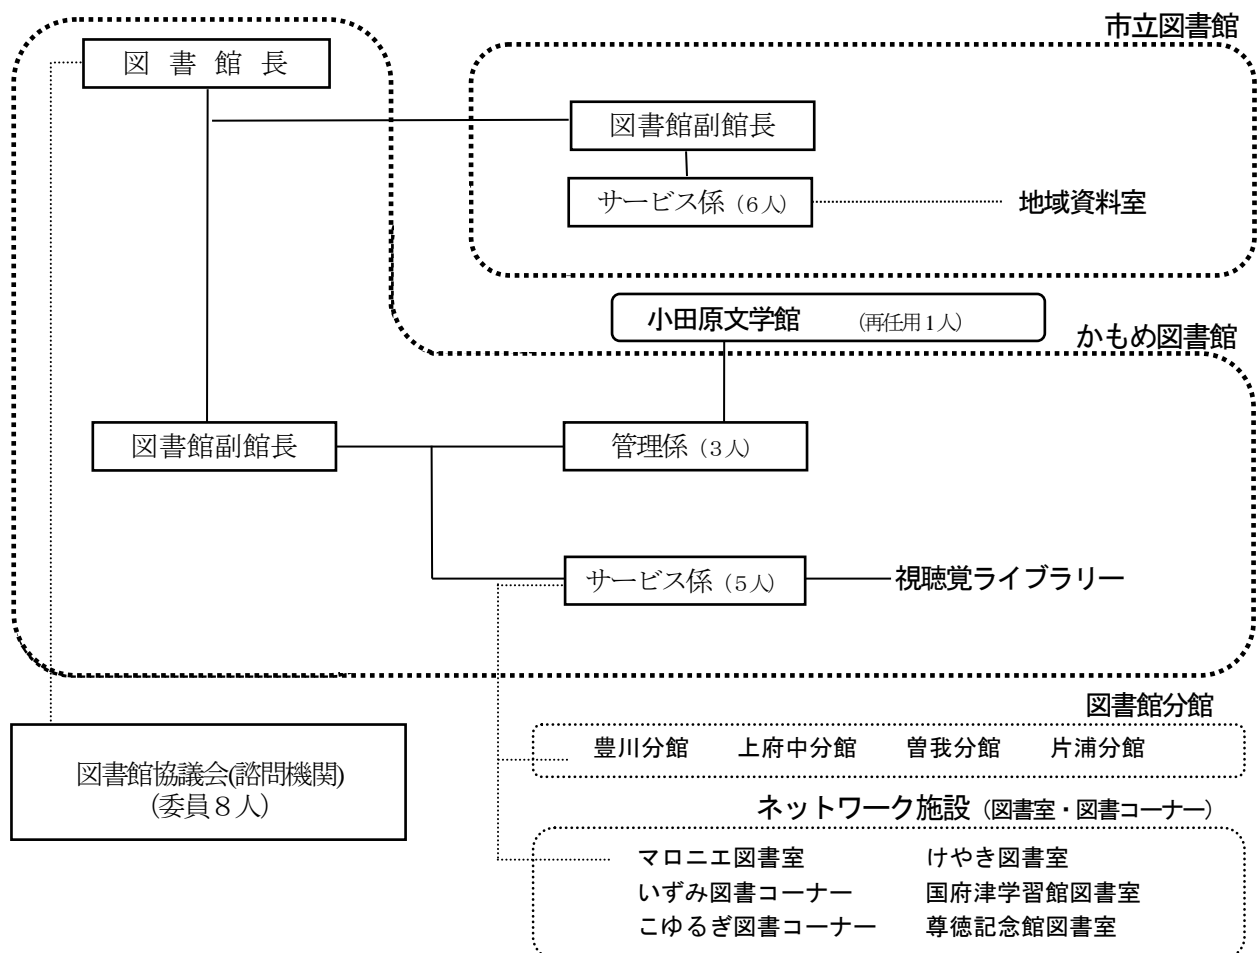 市立図書館
図書館長
図書館副館長
サービス係(6人)
地域資料室
小田原文学館 (再任用1人)
かもめ図書館
図書館副館長
管理係(3人)
サービス係(5人)
視聴覚ライブラリー
図書館分館
豊川分館 上府中分館 曽我分館 片浦分館
図書館協議会(諮問機関)
(委員8人)
ネットワーク施設(図書室・図書コーナー)
マロニエ図書室 けやき図書室
いずみ図書コーナー 国府津学習館図書室
こゆるぎ図書コーナー 尊徳記念館図書室